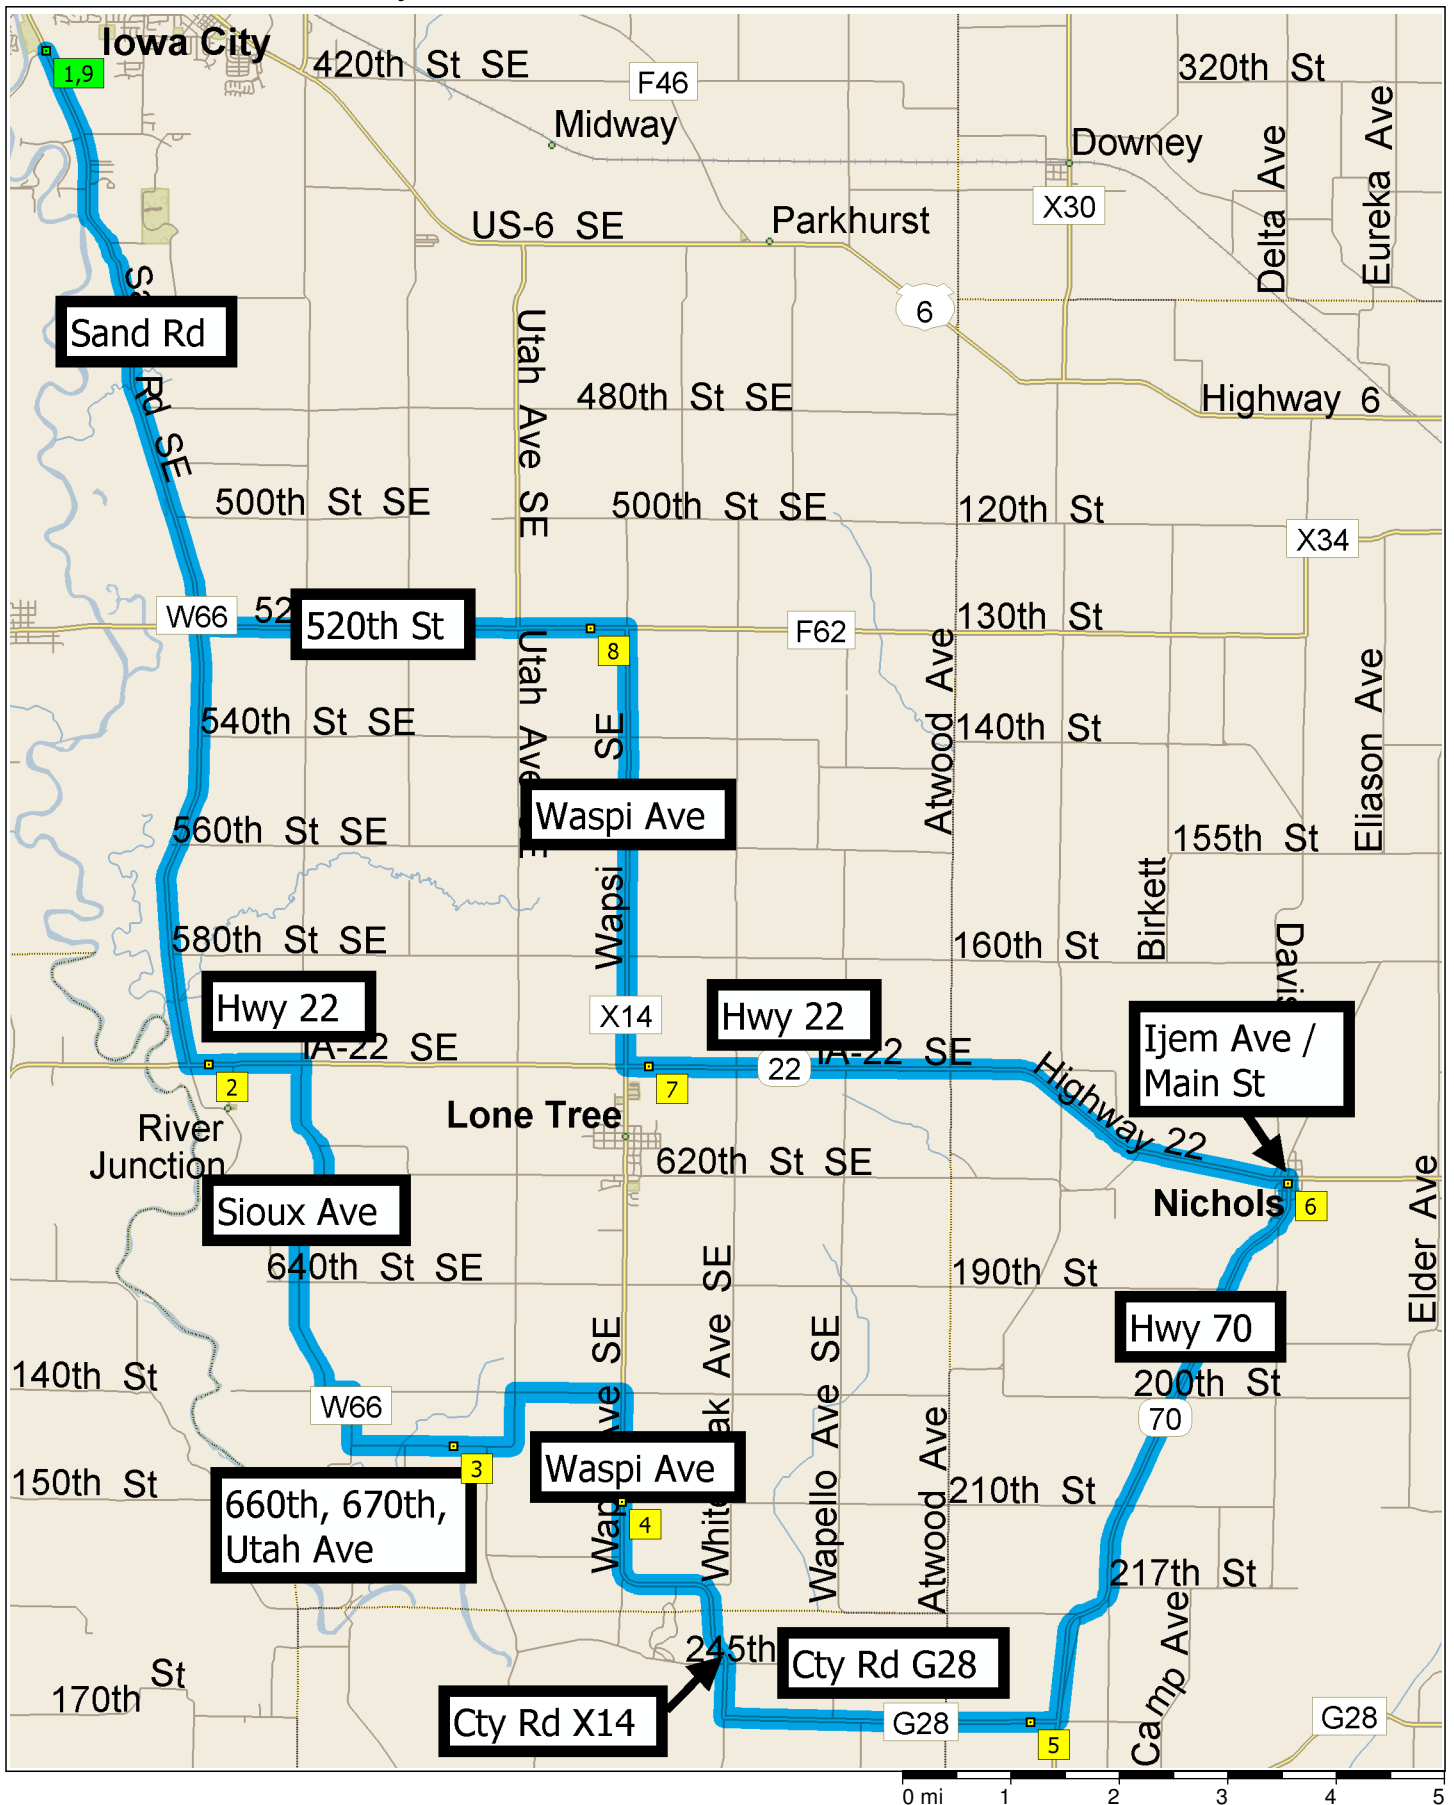 Iowa City
1,9
420th St SE
F46
320th St
Midway
Downey
Delta Ave
Eureka Ave
X30
US-6 SE
Parkhurst
6
Sand Rd
Rd SE
Utah Ave SE
480th St SE
Highway 6
500th St SE
500th St SE
120th St
X34
W66
520th St
8
F62
130th St
Utah Ave
Atwood Ave
Eliason Ave
540th St SE
SE
140th St
Waspi Ave
560th St SE
155th St
Wapsi
Birkett
580th St SE
160th St
Davis
Hwy 22
X14
Hwy 22
Ijem Ave /
Main St
IA-22 SE
IA-22 SE
22
Highway 22
2
7
Lone Tree
River
Junction
620th St SE
Nichols
6
Elder Ave
Sioux Ave
640th St SE
190th St
White Oak Ave SE
Wapello Ave SE
Hwy 70
140th St
W66
200th St
70
Atwood Ave
3
Waspi Ave
150th St
210th St
660th, 670th,
Utah Ave
4
217th St
Camp Ave
245th
Cty Rd G28
St
170th
Cty Rd X14
G28
5
G28
0 mi 1 2 3 4 5